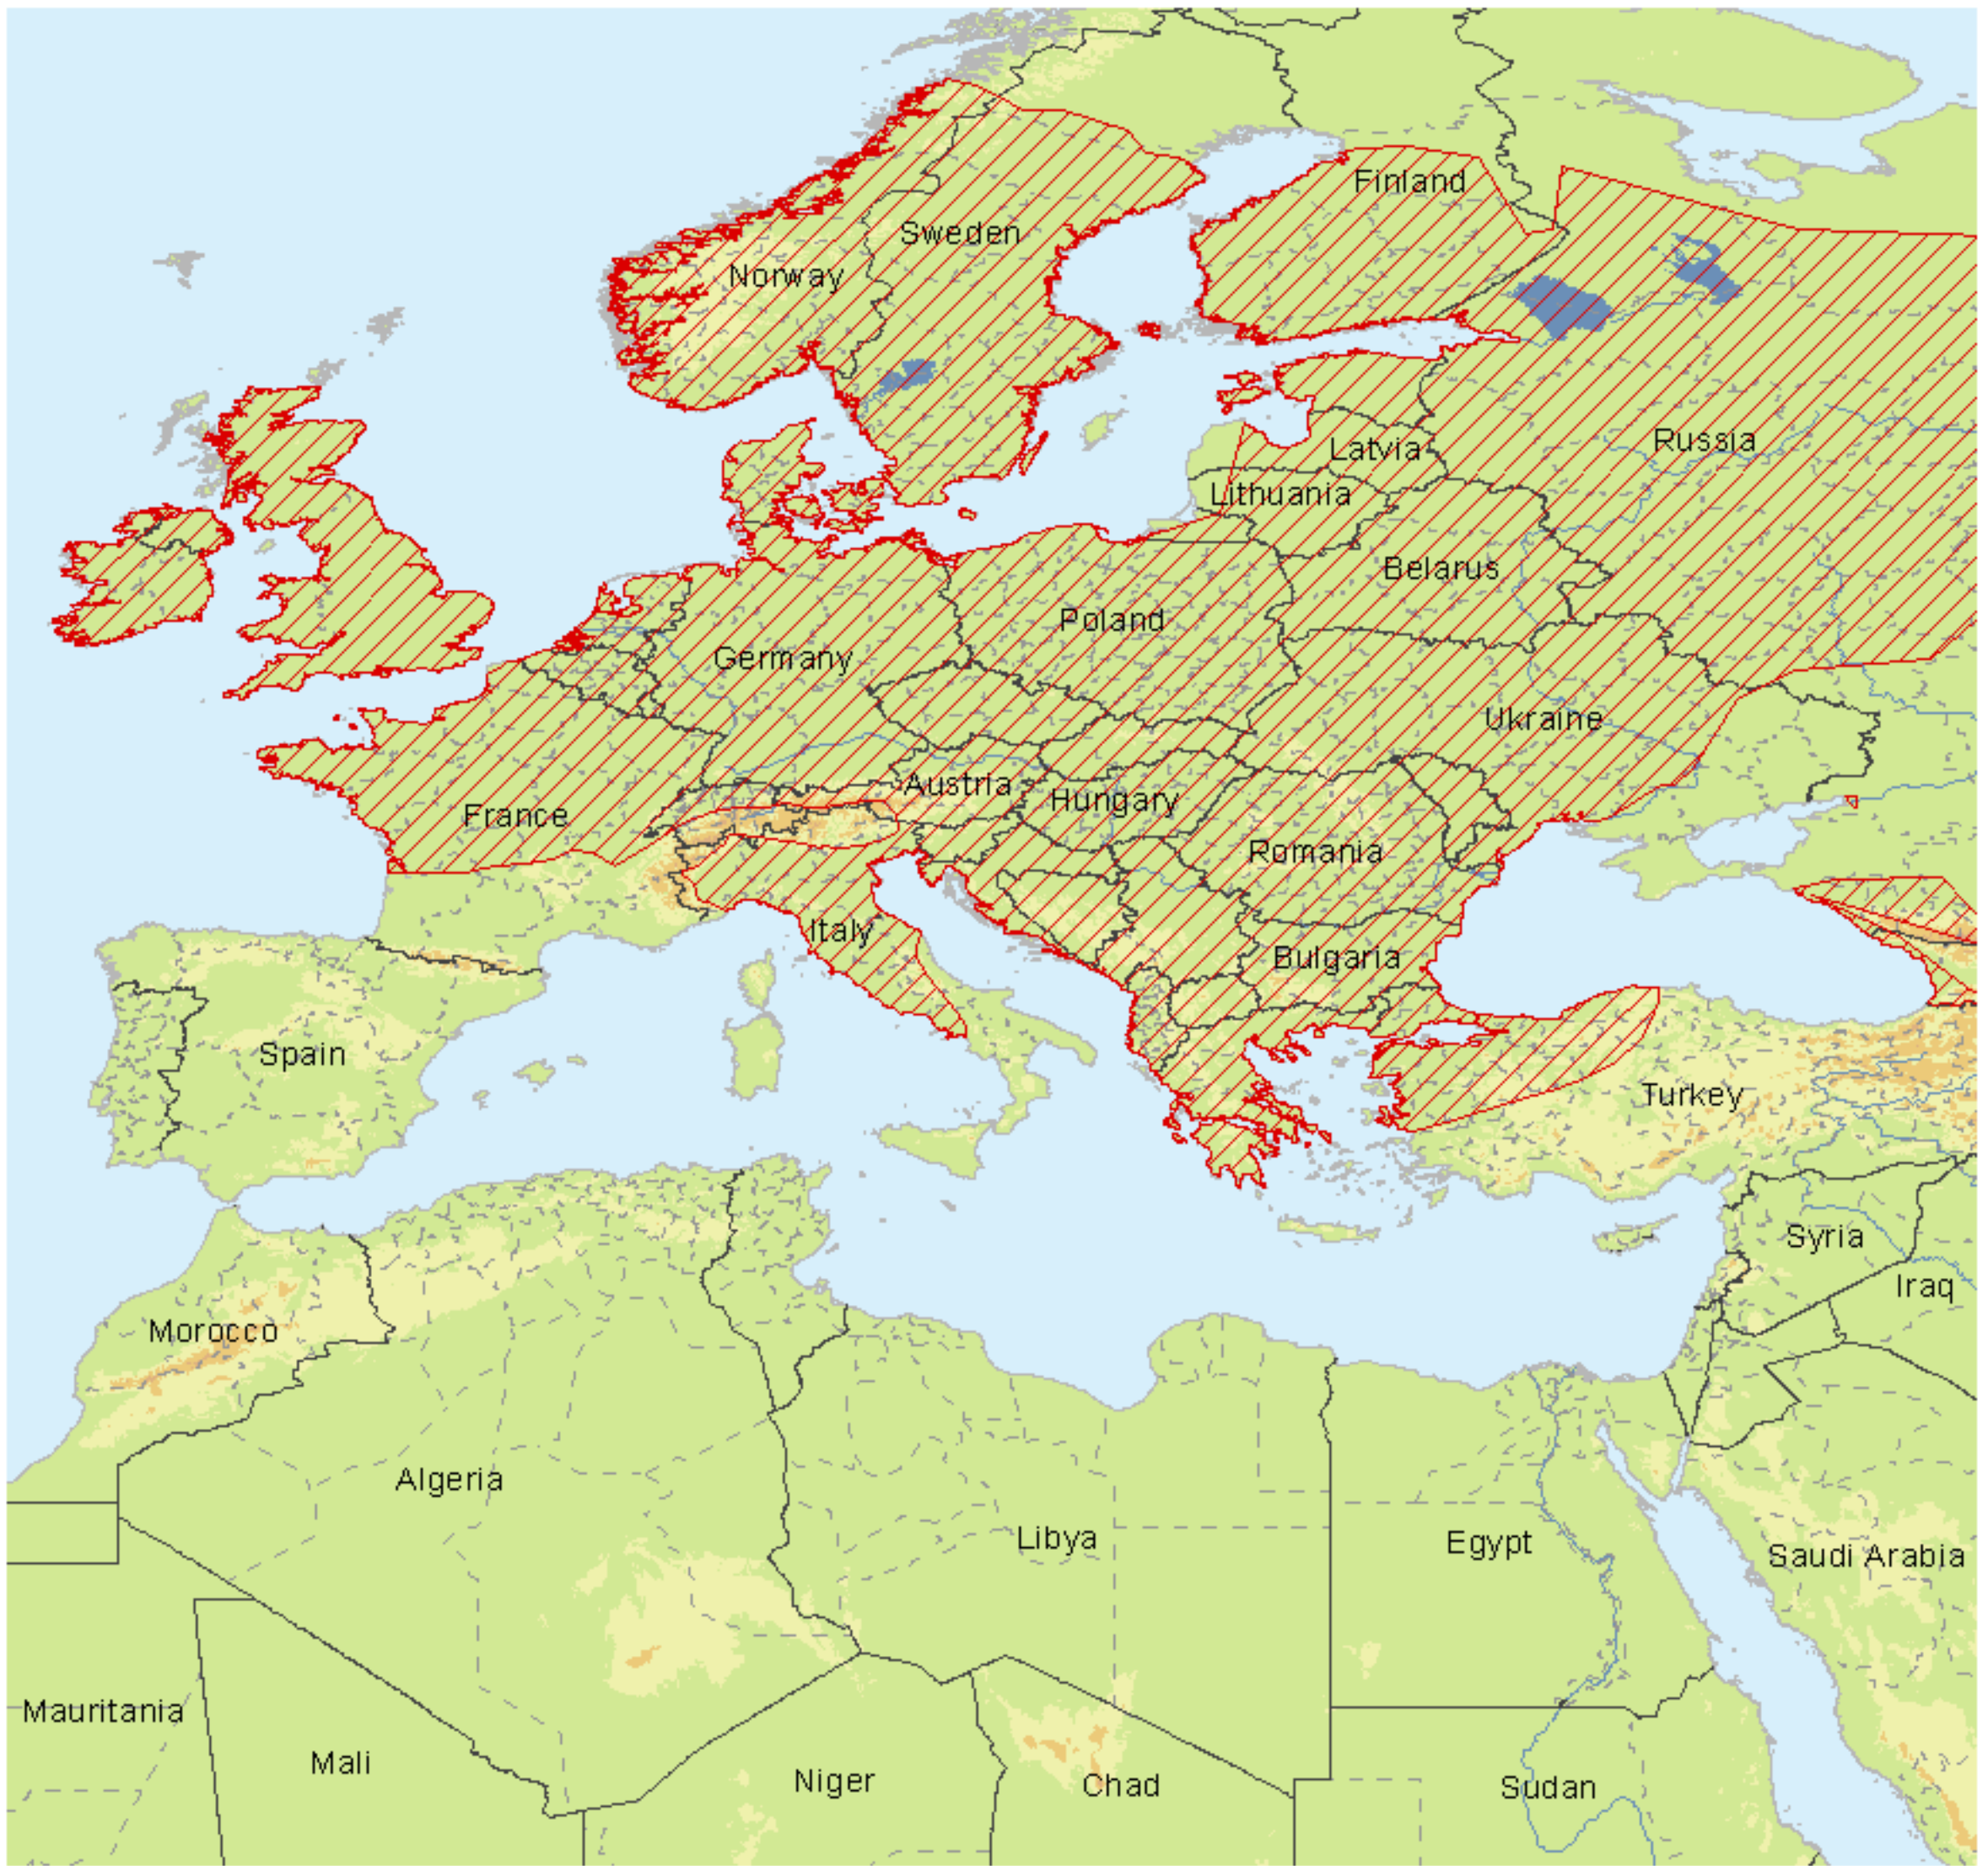 Finland
Sweden
Norway
Russia
Latvia
Lithuania
Belarus
Poland
Germany
Ukraine
Austria
Hungary
France
Romania
Italy
Bulgaria
Spain
Turkey
Syria
Iraq
Morocco
Algeria
Libya
Egypt
Saudi Arabia
Mauritania
Mali
Niger
Chad
Sudan